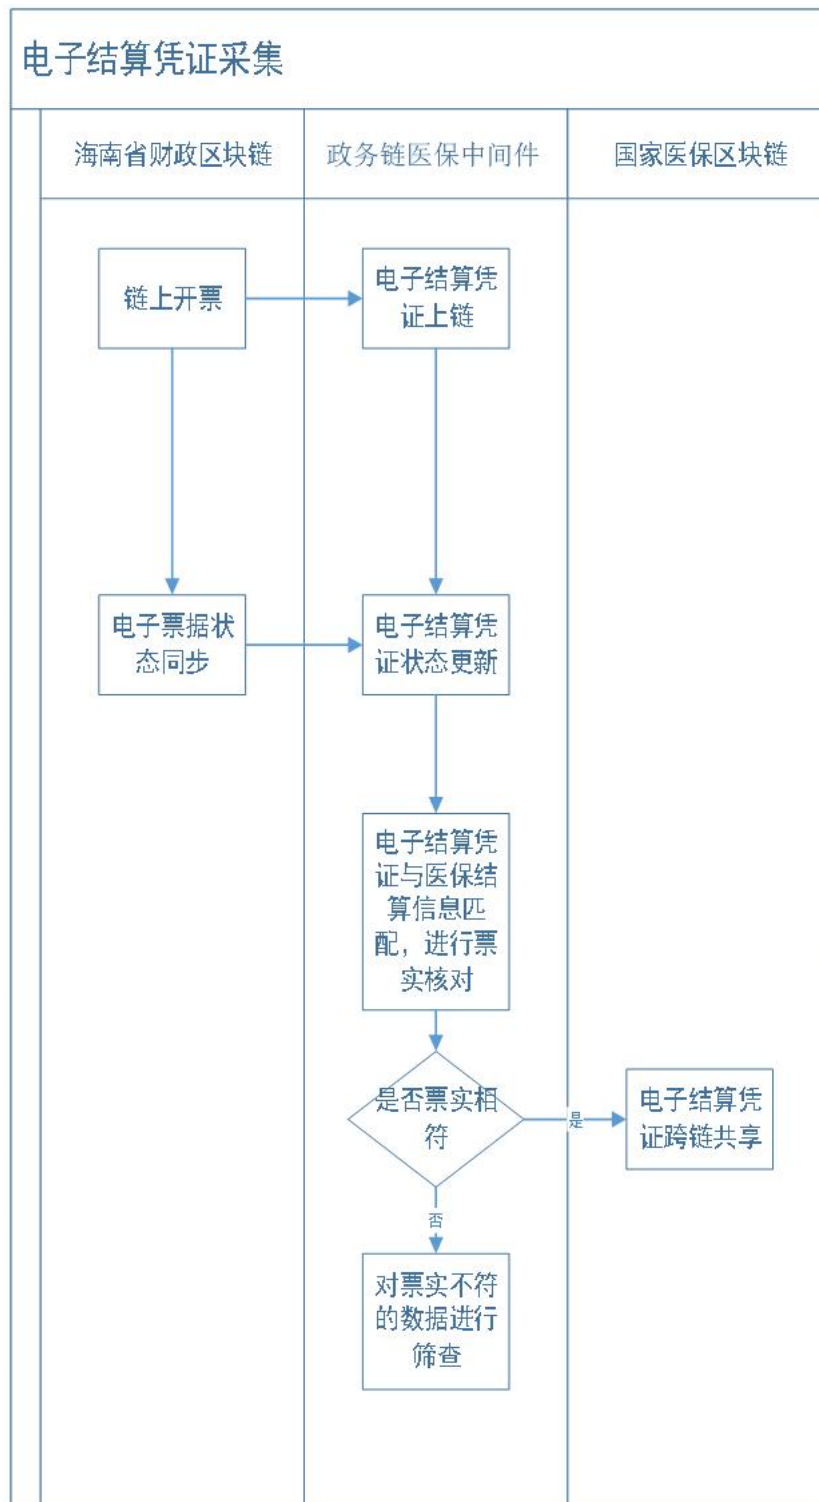 电子结算凭证采集
海南省财政区块链
政务链医保中间件
国家医保区块链
链上开票
电子结算凭
证上链
电子票据状
态同步
电子结算凭
证状态更新
电子结算凭
证与医保结
算信息匹
配，进行票
实核对
是否票实相
符
是
电子结算凭
证跨链共享
否
对票实不符
的数据进行
筛查